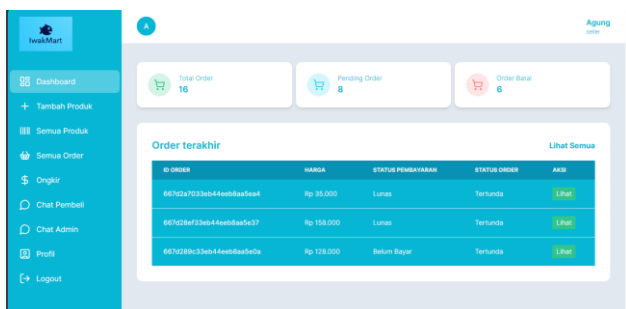 IwakMart
A
Agung
seller
Dashboard
Tambah Produk
Semua Produk
Semua Order
Ongkir
Chat Pembeli
Chat Admin
Profil
Logout
Total Order
16
Pending Order
8
Order Batal
6
Order terakhir
Lihat Semua
ID ORDER HARGA STATUS PEMBAYARAN STATUS ORDER AKSI
667d2a7033eb44eeb8aa5ea4 Rp 35.000 Lunas Tertunda Lihat
667d28ef33eb44eeb8aa5e37 Rp 158.000 Lunas Tertunda Lihat
667d289c33eb44eeb8aa5e0a Rp 128.000 Belum Bayar Tertunda Lihat